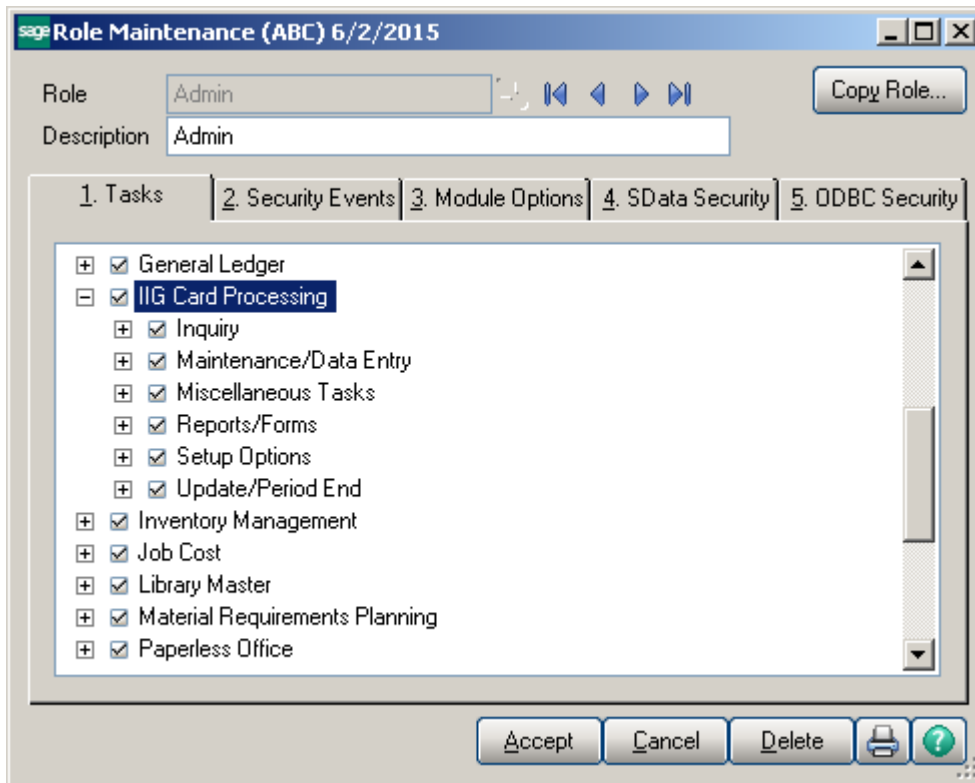 sage Role Maintenance (ABC) 6/2/2015
Role Admin Copy Role...
Description Admin
1. Tasks 2. Security Events 3. Module Options 4. SData Security 5. ODBC Security
General Ledger
IIG Card Processing
Inquiry
Maintenance/Data Entry
Miscellaneous Tasks
Reports/Forms
Setup Options
Update/Period End
Inventory Management
Job Cost
Library Master
Material Requirements Planning
Paperless Office
Accept Cancel Delete ?